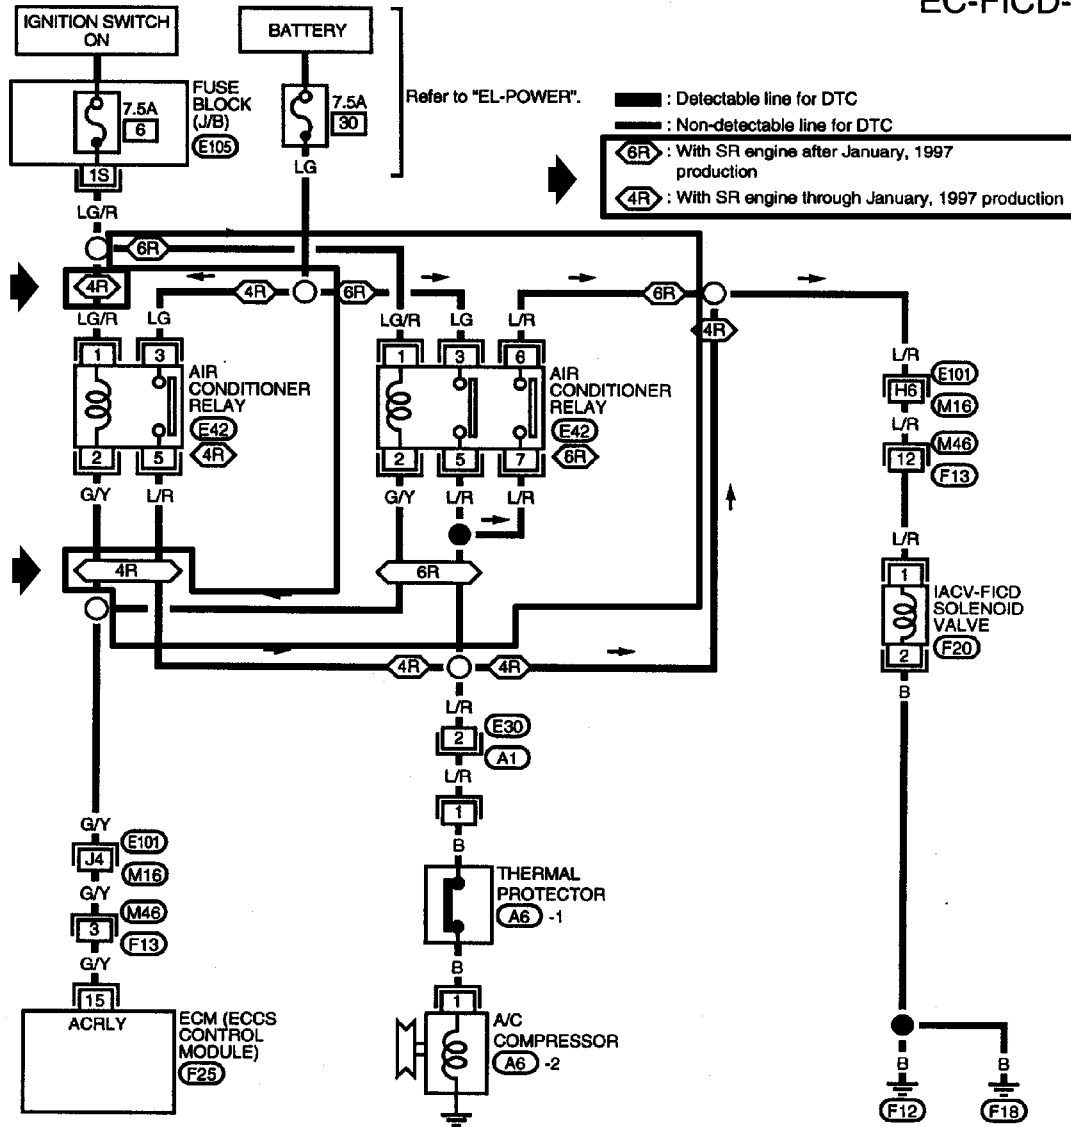 EC-FICD-
IGNITION SWITCH
ON
BATTERY
FUSE
BLOCK
(J/B)
E105
7.5A
6
7.5A
30
Refer to "EL-POWER".
: Detectable line for DTC
: Non-detectable line for DTC
6R : With SR engine after January, 1997
production
4R : With SR engine through January, 1997 production
1S
LG
LG/R
6R
4R
4R
6R
6R
4R
LG/R
LG
LG/R
LG
L/R
1
3
1
3
6
AIR
CONDITIONER
RELAY
E42
4R
AIR
CONDITIONER
RELAY
E42
6R
2
5
2
5
7
G/Y
L/R
G/Y
L/R
L/R
L/R
H6
E101
M16
L/R
12
M46
F13
L/R
1
IACV-FICD
SOLENOID
VALVE
F20
2
B
4R
6R
4R
4R
L/R
2
E30
A1
L/R
1
B
THERMAL
PROTECTOR
A6 -1
B
1
A/C
COMPRESSOR
A6 -2
G/Y
J4
E101
M16
G/Y
3
M46
F13
G/Y
15
ACRLY
ECM (ECCS
CONTROL
MODULE)
F25
B
B
F12
F18